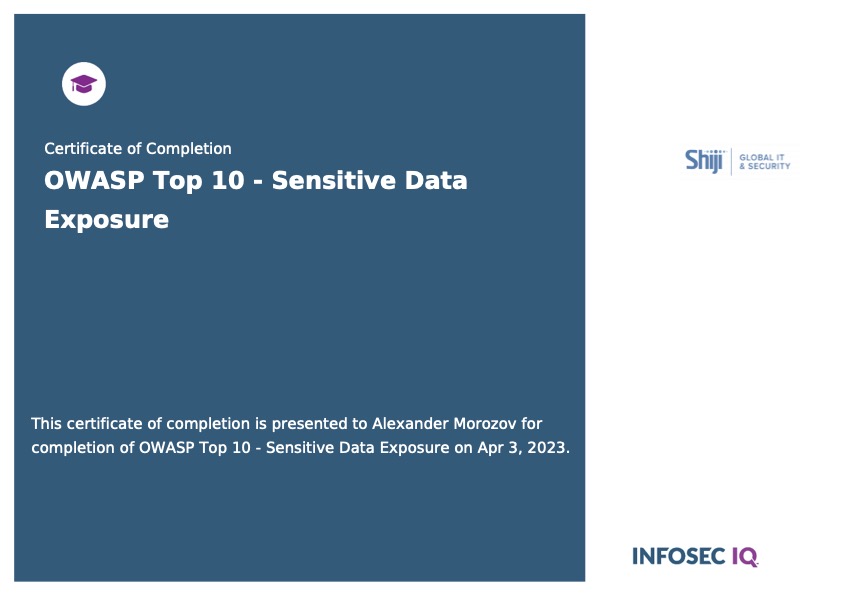 Certificate of Completion
OWASP Top 10 - Sensitive Data
Exposure
Shiji
GLOBAL IT
& SECURITY
This certificate of completion is presented to Alexander Morozov for
completion of OWASP Top 10 - Sensitive Data Exposure on Apr 3, 2023.
INFOSEC IQ